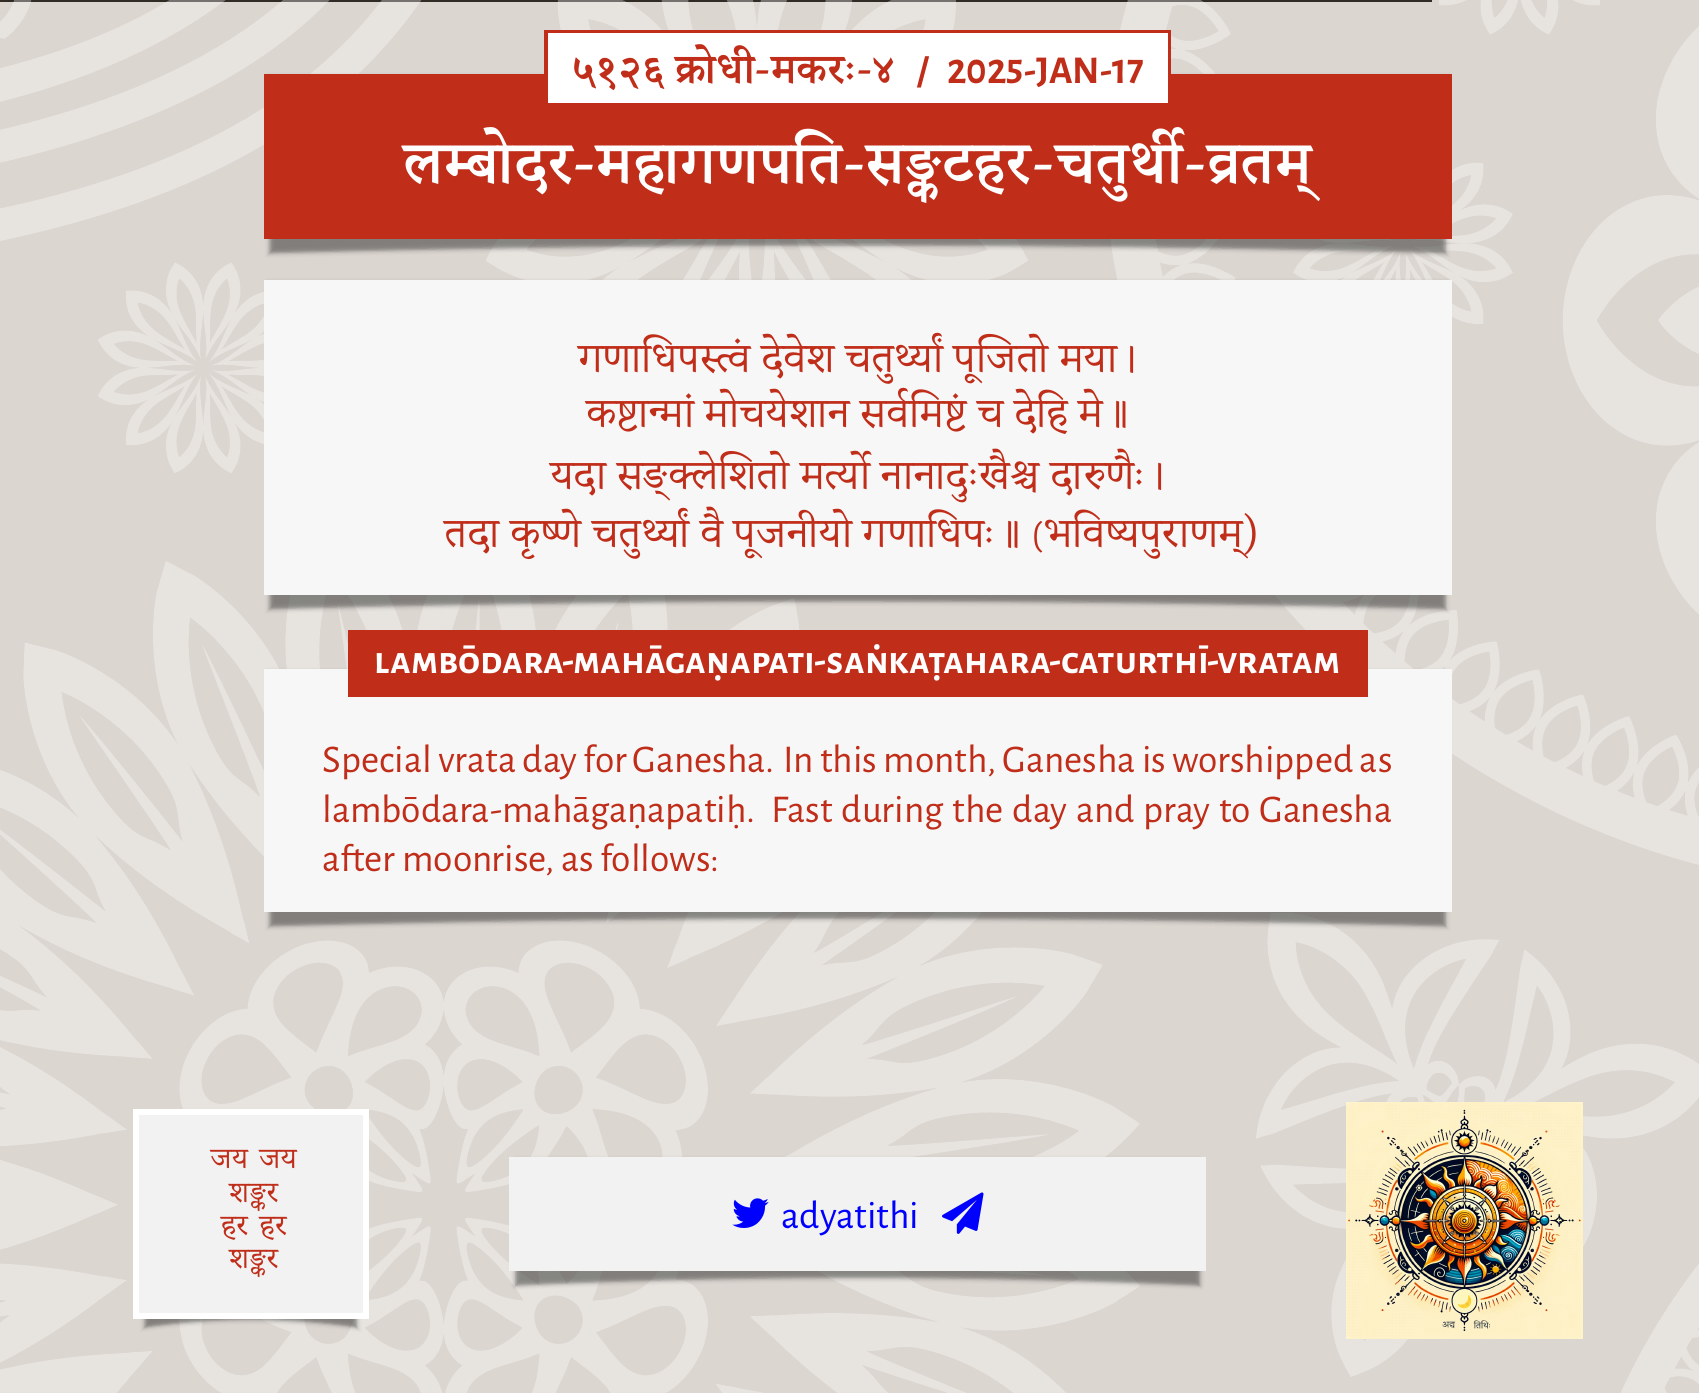 ५१२६ क्रोधी-मकरः-४ / 2025-JAN-17
लम्बोदर-महागणपति-सङ्कटहर-चतुर्थी-व्रतम्
गणाधिपस्त्वं देवेश चतुर्थ्यां पूजितो मया।
कष्टान्मां मोचयेशान सर्वमिष्टं च देहि मे॥
यदा सङ्क्लेशितो मर्त्यो नानादुःखैश्च दारुणैः।
तदा कृष्णे चतुर्थ्यां वै पूजनीयो गणाधिपः॥ (भविष्यपुराणम्)
LAMBŌDARA-MAHĀGAṆAPATI-SAṄKAṬAHARA-CATURTHĪ-VRATAM
Special vrata day for Ganesha. In this month, Ganesha is worshipped as
lambōdara-mahāgaṇapatiḥ. Fast during the day and pray to Ganesha
after moonrise, as follows:
जय जय
शङ्कर
हर हर
शङ्कर
adyatithi
अद्य तिथिः